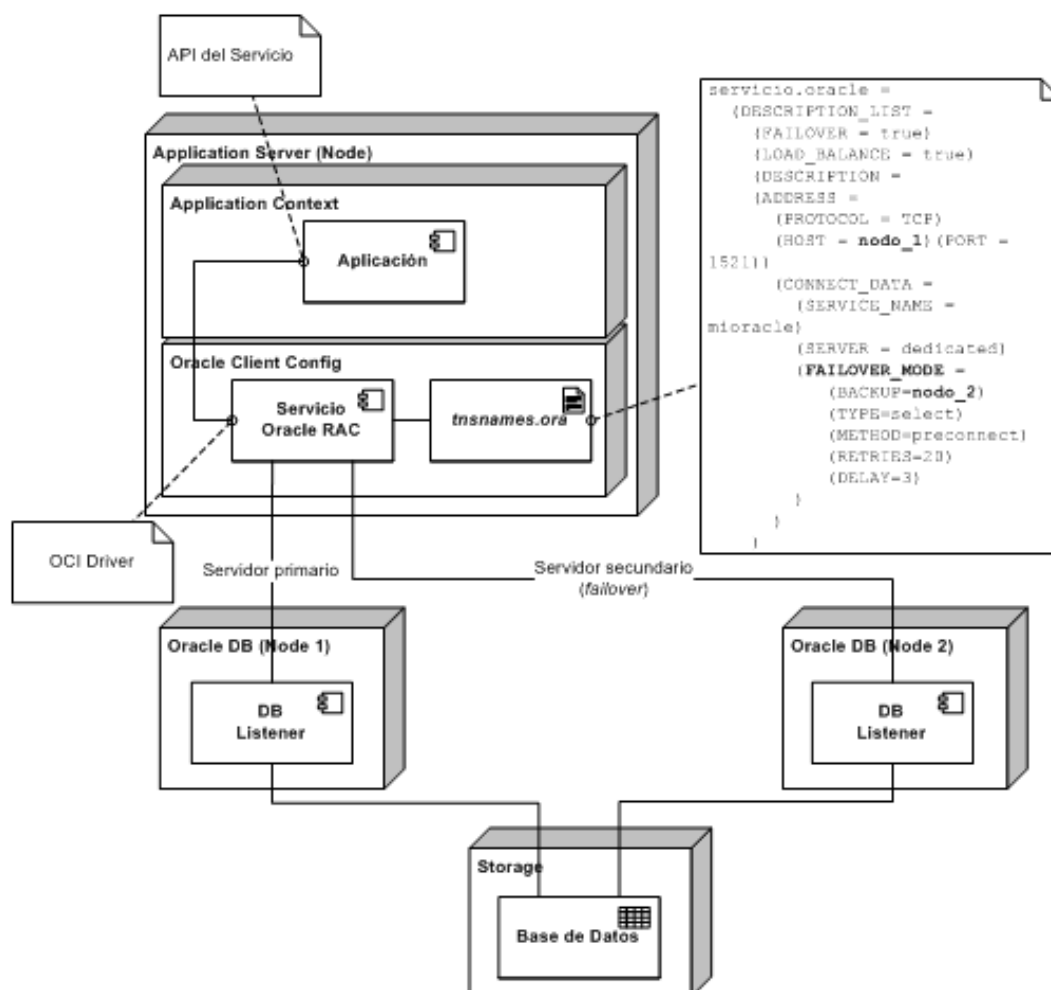 API del Servicio
servicio.oracle =
(DESCRIPTION_LIST =
(FAILOVER = true)
(LOAD_BALANCE = true)
(DESCRIPTION =
(ADDRESS =
(PROTOCOL = TCP)
(HOST = nodo_1)(PORT =
1521))
(CONNECT_DATA =
(SERVICE_NAME =
mioracle)
(SERVER = dedicated)
(FAILOVER_MODE =
(BACKUP=nodo_2)
(TYPE=select)
(METHOD=preconnect)
(RETRIES=20)
(DELAY=3)
)
)
)
Application Server (Node)
Application Context
Aplicación
Oracle Client Config
Servicio
Oracle RAC
tnsnames.ora
OCI Driver
Servidor primario
Servidor secundario
(failover)
Oracle DB (Node 1)
DB
Listener
Oracle DB (Node 2)
DB
Listener
Storage
Base de Datos